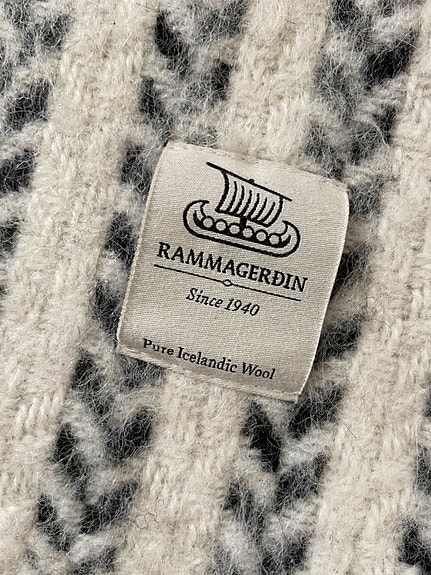 RAMMAGERÐIN
Since 1940
Pure Icelandic Wool